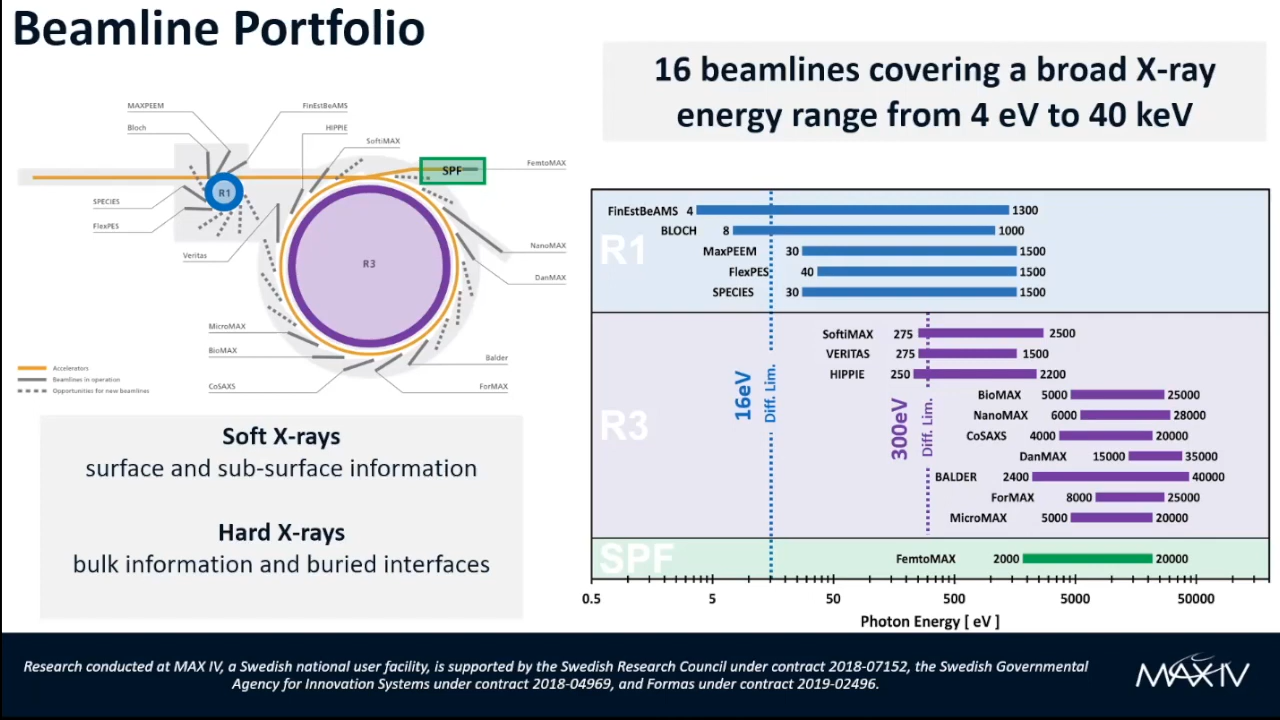 Beamline Portfolio
16 beamlines covering a broad X-ray
energy range from 4 eV to 40 keV
MAXPEEM
FinEstBeAMS
Bloch
HIPPIE
SoftiMAX
SPF
FemtoMAX
R1
SPECIES
FlexPES
Veritas
NanoMAX
R3
DanMAX
MicroMAX
BioMAX
Balder
CoSAXS
ForMAX
Accelerators
Beamlines in operation
Opportunities for new beamlines
Soft X-rays
surface and sub-surface information
Hard X-rays
bulk information and buried interfaces
R1
FinEstBeAMS 4 1300
BLOCH 8 1000
MaxPEEM 30 1500
FlexPES 40 1500
SPECIES 30 1500
R3
SoftiMAX 275 2500
VERITAS 275 1500
HIPPIE 250 2200
BioMAX 5000 25000
NanoMAX 6000 28000
CoSAXS 4000 20000
DanMAX 15000 35000
BALDER 2400 40000
ForMAX 8000 25000
MicroMAX 5000 20000
16eV
Diff. Lim.
300eV
Diff. Lim.
SPF
FemtoMAX 2000 20000
0.5 5 50 500 5000 50000
Photon Energy [ eV ]
Research conducted at MAX IV, a Swedish national user facility, is supported by the Swedish Research Council under contract 2018-07152, the Swedish Governmental
Agency for Innovation Systems under contract 2018-04969, and Formas under contract 2019-02496.
MAX IV